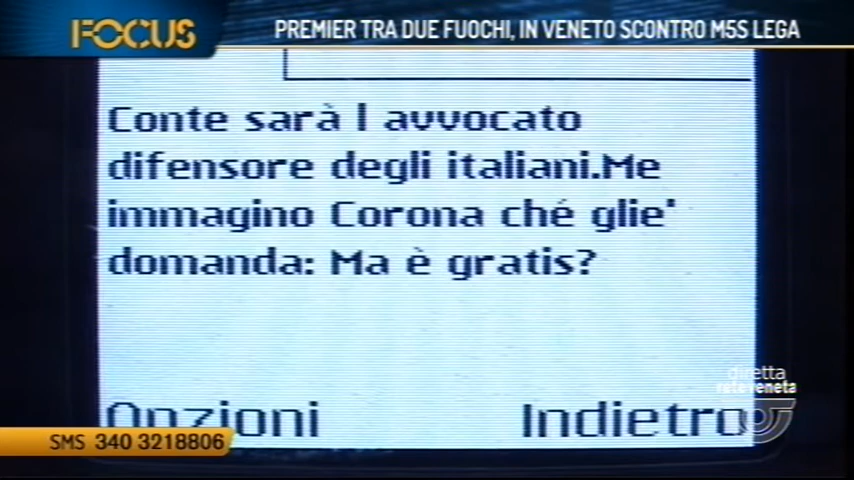 FOCUS
PREMIER TRA DUE FUOCHI, IN VENETO SCONTRO M5S LEGA
Conte sarà l avvocato
difensore degli italiani.Me
immagino Corona ché glie'
domanda: Ma è gratis?
Opzioni
Indietro
diretta
reteveneta
SMS 340 3218806